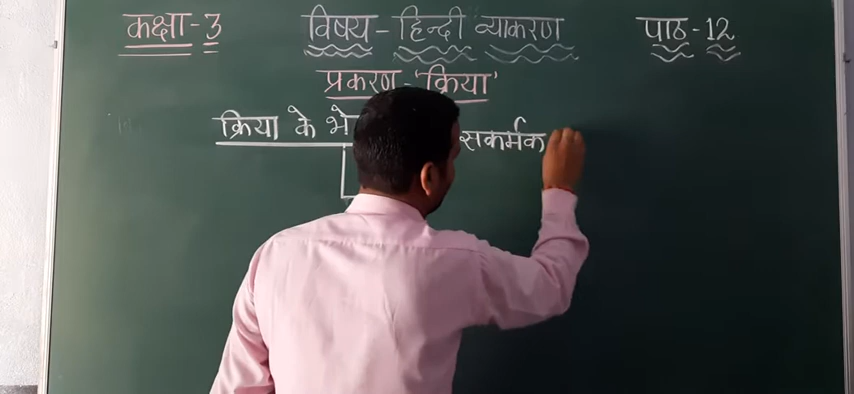 कक्षा-3 विषय-हिन्दी व्याकरण पाठ-12
प्रकरण-'क्रिया'
क्रिया के भे सकर्मक